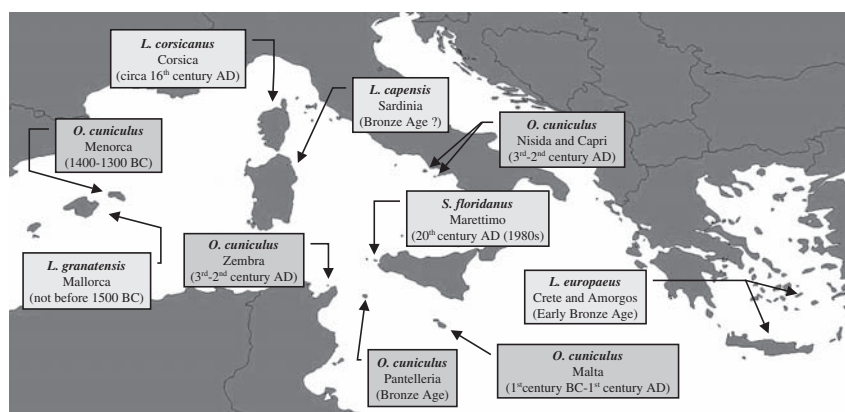 L. corsicanus
Corsica
(circa 16th century AD)
L. capensis
Sardinia
(Bronze Age ?)
O. cuniculus
Menorca
(1400-1300 BC)
O. cuniculus
Nisida and Capri
(3rd-2nd century AD)
S. floridanus
Marettimo
(20th century AD (1980s)
O. cuniculus
Zembra
(3rd-2nd century AD)
L. granatensis
Mallorca
(not before 1500 BC)
L. europaeus
Crete and Amorgos
(Early Bronze Age)
O. cuniculus
Pantelleria
(Bronze Age)
O. cuniculus
Malta
(1stcentury BC-1st century AD)